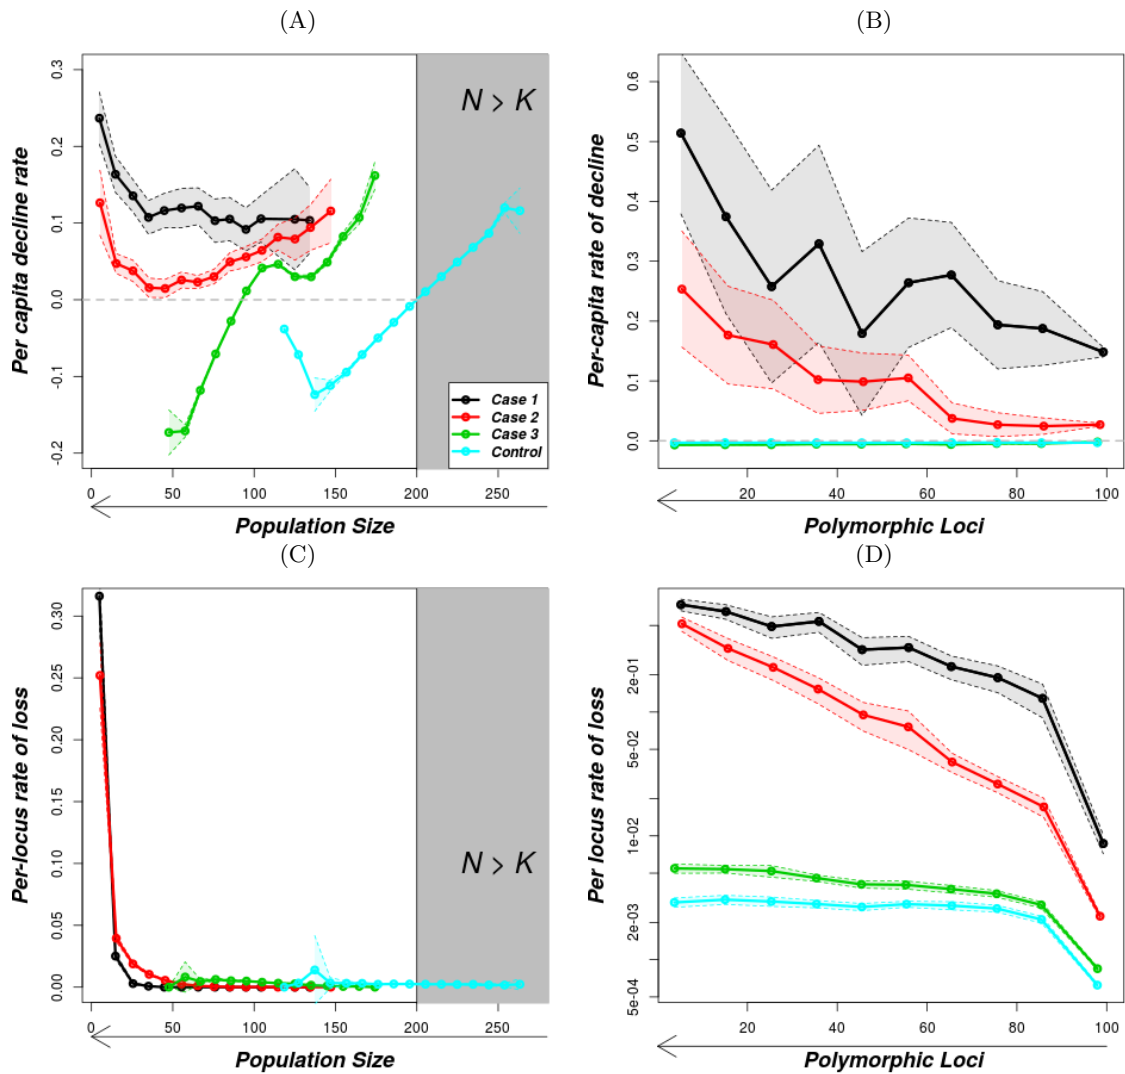 (A)
Per capita decline rate
0.3
0.2
0.1
0.0
-0.1
-0.2
N > K
Case 1
Case 2
Case 3
Control
0 50 100 150 200 250
Population Size
(B)
Per-capita rate of decline
0.6
0.5
0.4
0.3
0.2
0.1
0.0
20 40 60 80 100
Polymorphic Loci
(C)
Per-locus rate of loss
0.30
0.25
0.20
0.15
0.10
0.05
0.00
N > K
0 50 100 150 200 250
Population Size
(D)
Per locus rate of loss
2e-01
5e-02
1e-02
2e-03
5e-04
20 40 60 80 100
Polymorphic Loci